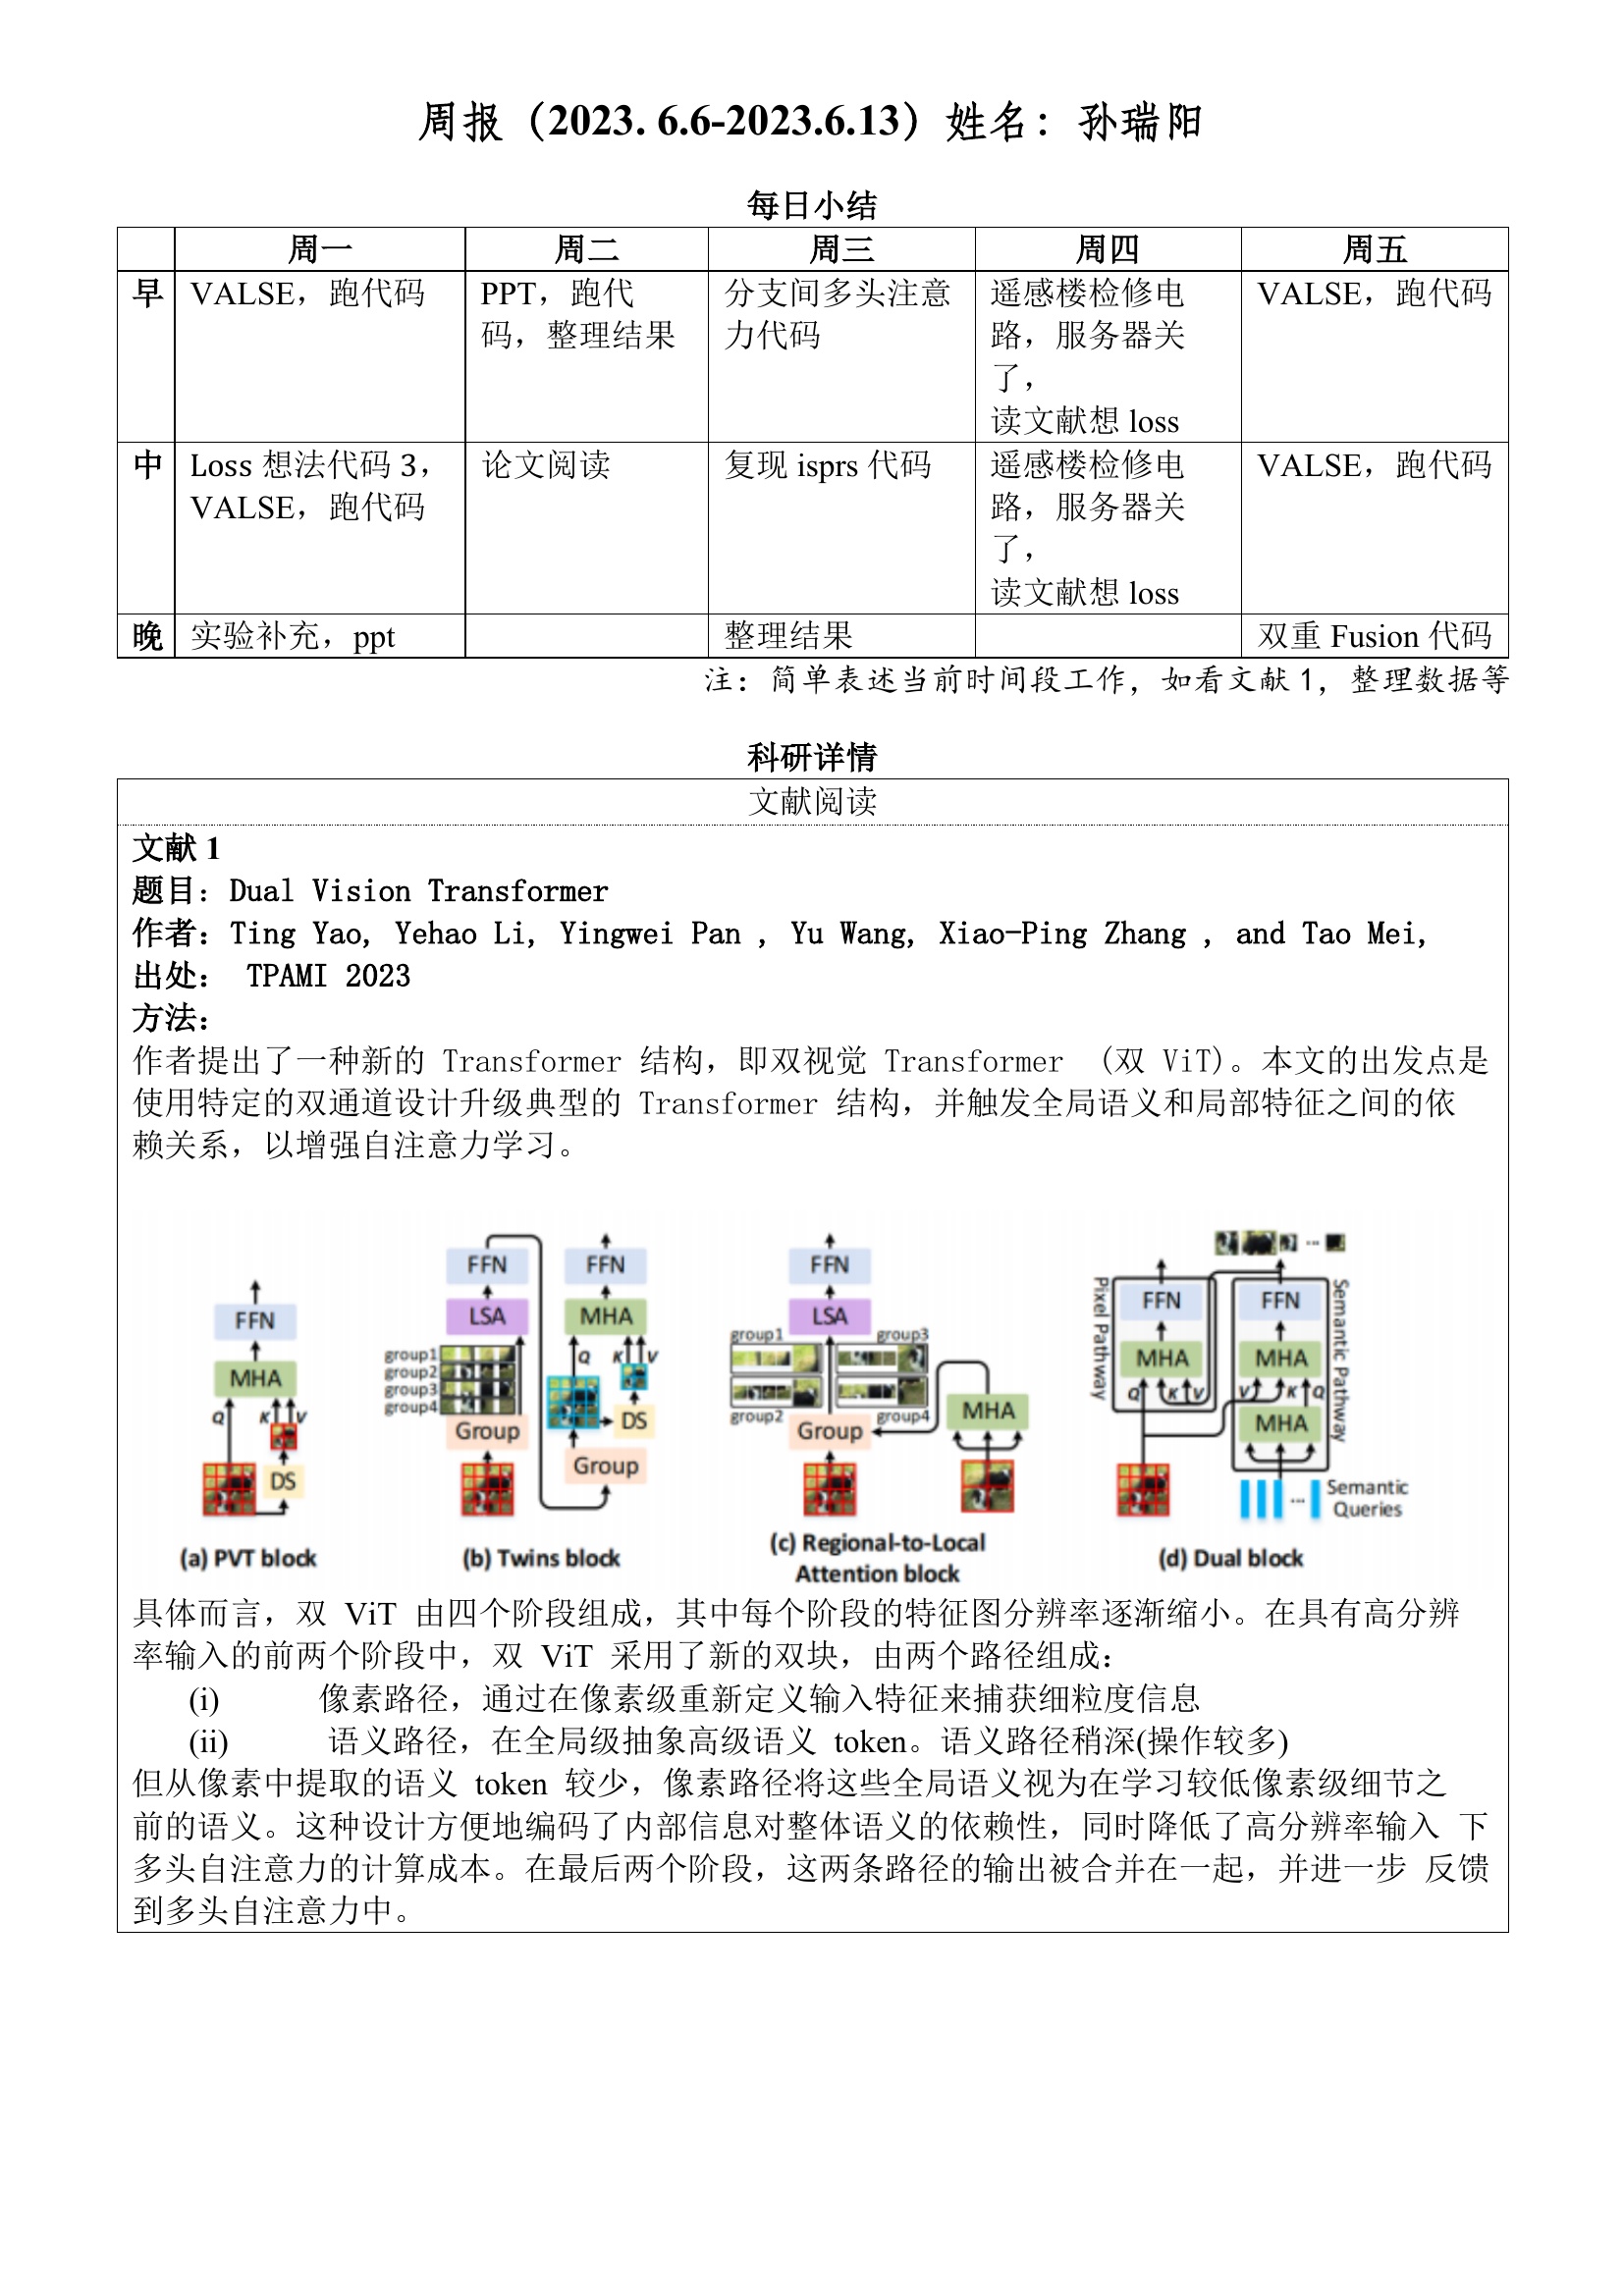 周报（2023. 6.6-2023.6.13）姓名：孙瑞阳
每日小结
周一 周二 周三 周四 周五
早 VALSE，跑代码 PPT，跑代码，整理结果 分支间多头注意力代码 遥感楼检修电路，服务器关了，读文献想 loss VALSE，跑代码
中 Loss 想法代码 3，VALSE，跑代码 论文阅读 复现 isprs 代码 遥感楼检修电路，服务器关了，读文献想 loss VALSE，跑代码
晚 实验补充，ppt 整理结果 双重 Fusion 代码
注：简单表述当前时间段工作，如看文献 1，整理数据等
科研详情
文献阅读
文献 1
题目：Dual Vision Transformer
作者：Ting Yao, Yehao Li, Yingwei Pan , Yu Wang, Xiao-Ping Zhang , and Tao Mei,
出处： TPAMI 2023
方法：
作者提出了一种新的 Transformer 结构，即双视觉 Transformer （双 ViT）。本文的出发点是
使用特定的双通道设计升级典型的 Transformer 结构，并触发全局语义和局部特征之间的依
赖关系，以增强自注意力学习。
FFN
MHA
Q K V
DS
(a) PVT block
FFN FFN
LSA MHA
group1
group2
group3
group4
Q K V
Group DS
Group
(b) Twins block
FFN
LSA
group1 group3
group2 group4
Group MHA
(c) Regional-to-Local
Attention block
...
Pixel Pathway
FFN FFN
MHA MHA
Q K V V K Q
MHA
Semantic Pathway
... Semantic
Queries
(d) Dual block
具体而言，双 ViT 由四个阶段组成，其中每个阶段的特征图分辨率逐渐缩小。在具有高分辨
率输入的前两个阶段中，双 ViT 采用了新的双块，由两个路径组成：
(i) 像素路径，通过在像素级重新定义输入特征来捕获细粒度信息
(ii) 语义路径，在全局级抽象高级语义 token。语义路径稍深(操作较多)
但从像素中提取的语义 token 较少，像素路径将这些全局语义视为在学习较低像素级细节之
前的语义。这种设计方便地编码了内部信息对整体语义的依赖性，同时降低了高分辨率输入 下
多头自注意力的计算成本。在最后两个阶段，这两条路径的输出被合并在一起，并进一步 反馈
到多头自注意力中。